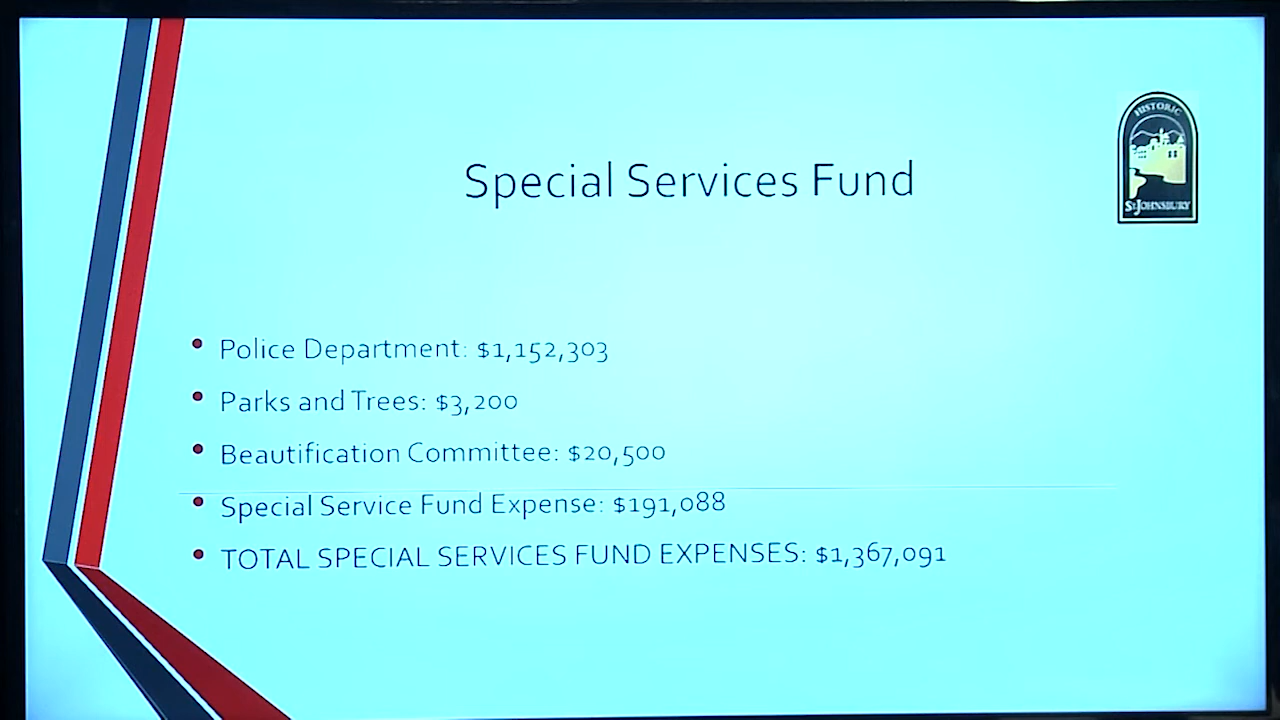 HISTORIC
ST. JOHNSBURY
Special Services Fund
• Police Department: $1,152,303
• Parks and Trees: $3,200
• Beautification Committee: $20,500
• Special Service Fund Expense: $191,088
• TOTAL SPECIAL SERVICES FUND EXPENSES: $1,367,091